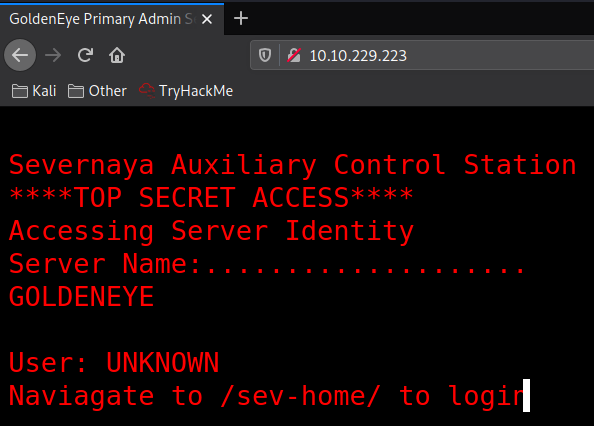 GoldenEye Primary Admin S
10.10.229.223
Kali
Other
TryHackMe
Severnaya Auxiliary Control Station
****TOP SECRET ACCESS****
Accessing Server Identity
Server Name:....................
GOLDENEYE
User: UNKNOWN
Naviagate to /sev-home/ to login